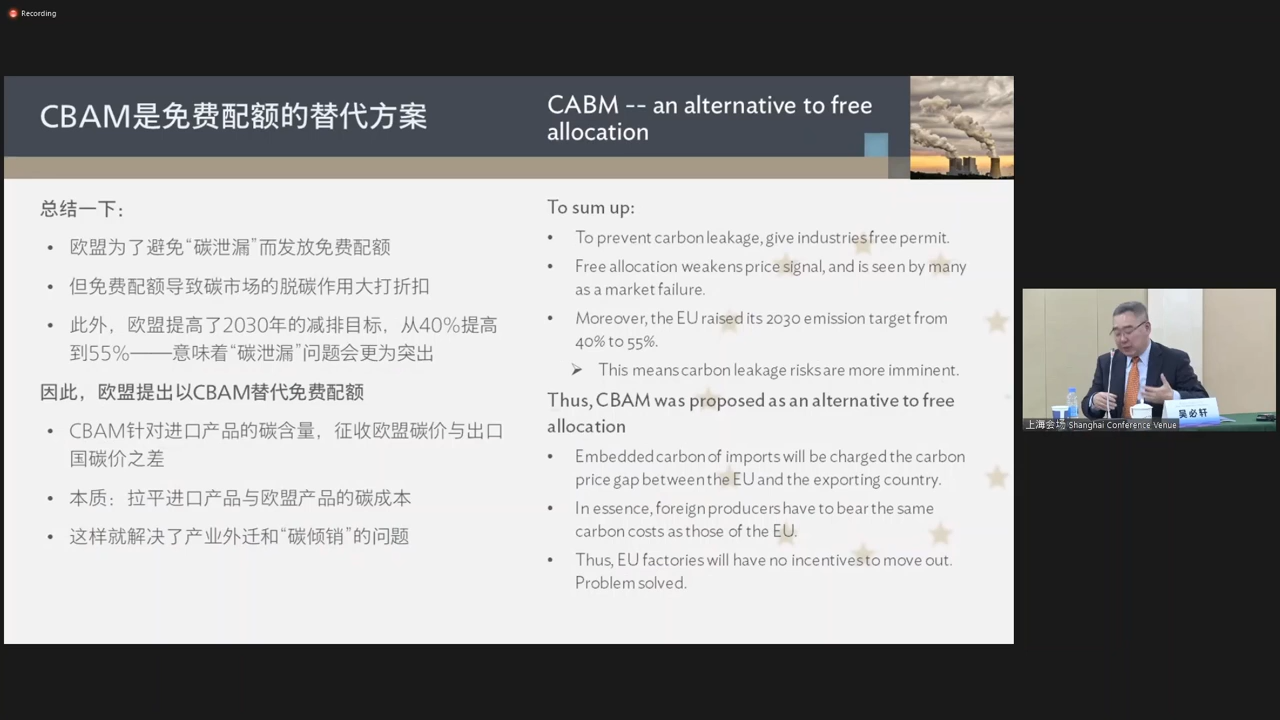 Recording
CBAM是免费配额的替代方案
CABM -- an alternative to free
allocation
总结一下：
• 欧盟为了避免“碳泄漏”而发放免费配额
• 但免费配额导致碳市场的脱碳作用大打折扣
• 此外，欧盟提高了2030年的减排目标，从40%提高
到55%——意味着“碳泄漏”问题会更为突出
因此，欧盟提出以CBAM替代免费配额
• CBAM针对进口产品的碳含量，征收欧盟碳价与出口
国碳价之差
• 本质：拉平进口产品与欧盟产品的碳成本
• 这样就解决了产业外迁和“碳倾销”的问题
To sum up:
• To prevent carbon leakage, give industries free permit.
• Free allocation weakens price signal, and is seen by many
as a market failure.
• Moreover, the EU raised its 2030 emission target from
40% to 55%.
➢ This means carbon leakage risks are more imminent.
Thus, CBAM was proposed as an alternative to free
allocation
• Embedded carbon of imports will be charged the carbon
price gap between the EU and the exporting country.
• In essence, foreign producers have to bear the same
carbon costs as those of the EU.
• Thus, EU factories will have no incentives to move out.
Problem solved.
吴必轩
上海会场 Shanghai Conference Venue